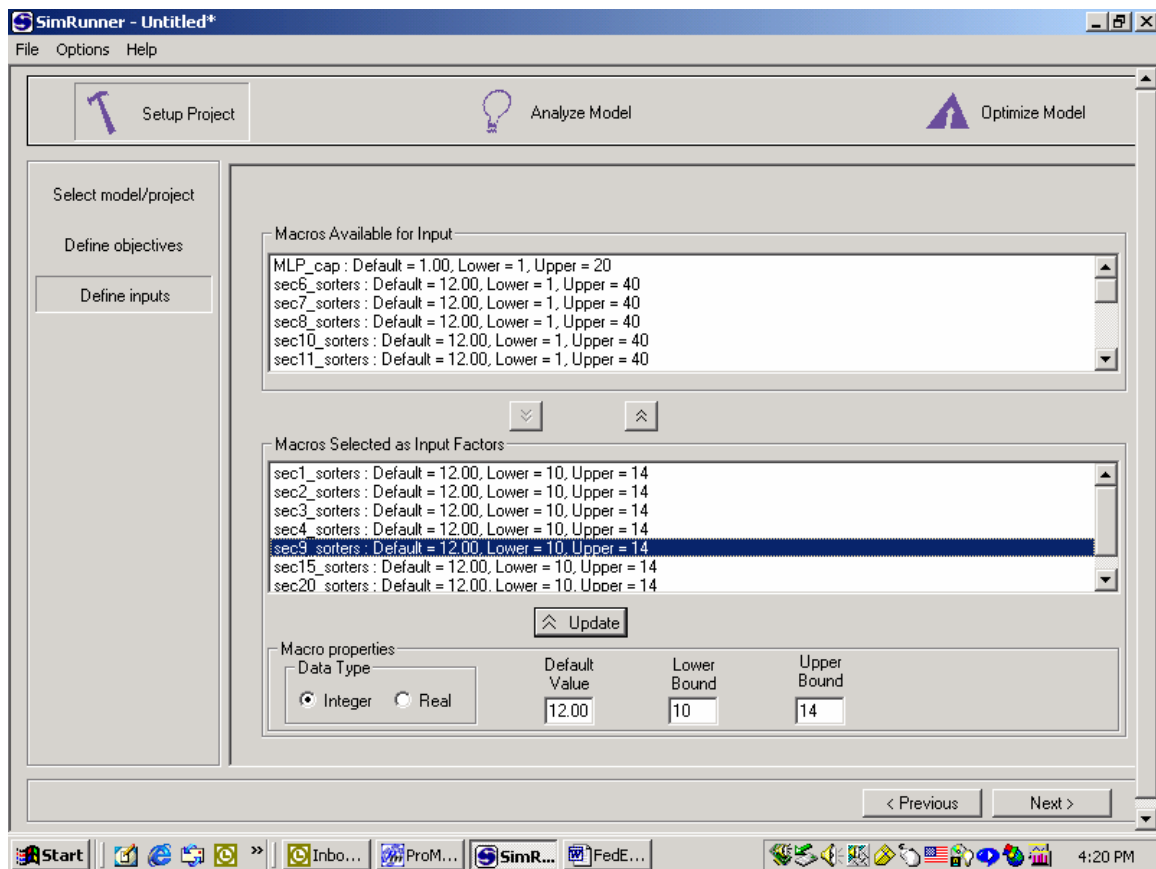 SimRunner - Untitled*
File Options Help
Setup Project
Analyze Model
Optimize Model
Select model/project
Define objectives
Define inputs
Macros Available for Input
MLP_cap : Default = 1.00, Lower = 1, Upper = 20
sec6_sorters : Default = 12.00, Lower = 1, Upper = 40
sec7_sorters : Default = 12.00, Lower = 1, Upper = 40
sec8_sorters : Default = 12.00, Lower = 1, Upper = 40
sec10_sorters : Default = 12.00, Lower = 1, Upper = 40
sec11_sorters : Default = 12.00, Lower = 1, Upper = 40
Macros Selected as Input Factors
sec1_sorters : Default = 12.00, Lower = 10, Upper = 14
sec2_sorters : Default = 12.00, Lower = 10, Upper = 14
sec3_sorters : Default = 12.00, Lower = 10, Upper = 14
sec4_sorters : Default = 12.00, Lower = 10, Upper = 14
sec9_sorters : Default = 12.00, Lower = 10, Upper = 14
sec15_sorters : Default = 12.00, Lower = 10, Upper = 14
sec20_sorters : Default = 12.00, Lower = 10, Upper = 14
Update
Macro properties
Data Type
Integer Real
Default Value
12.00
Lower Bound
10
Upper Bound
14
< Previous
Next >
Start
»
Inbo...
ProM...
SimR...
FedE...
4:20 PM